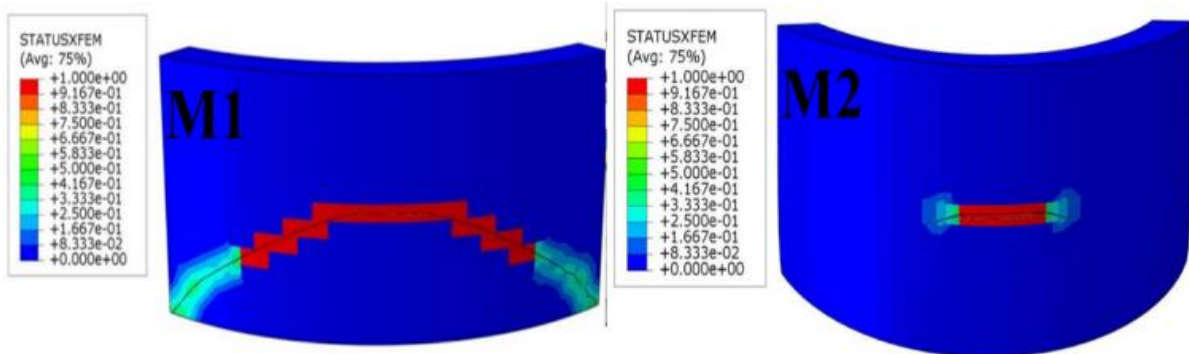 STATUSXFEM
(Avg: 75%)
+1.000e+00
+9.167e-01
+8.333e-01
+7.500e-01
+6.667e-01
+5.833e-01
+5.000e-01
+4.167e-01
+3.333e-01
+2.500e-01
+1.667e-01
+8.333e-02
+0.000e+00
M1
STATUSXFEM
(Avg: 75%)
+1.000e+00
+9.167e-01
+8.333e-01
+7.500e-01
+6.667e-01
+5.833e-01
+5.000e-01
+4.167e-01
+3.333e-01
+2.500e-01
+1.667e-01
+8.333e-02
+0.000e+00
M2